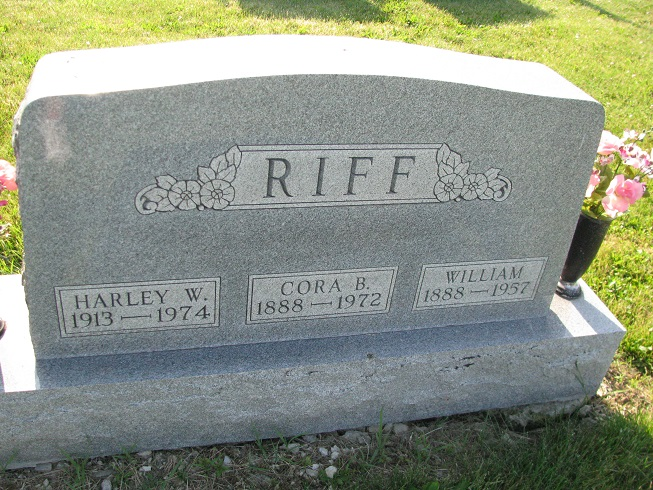 RIFF
HARLEY W.
1913 — 1974
CORA B.
1888 — 1972
WILLIAM
1888 — 1957